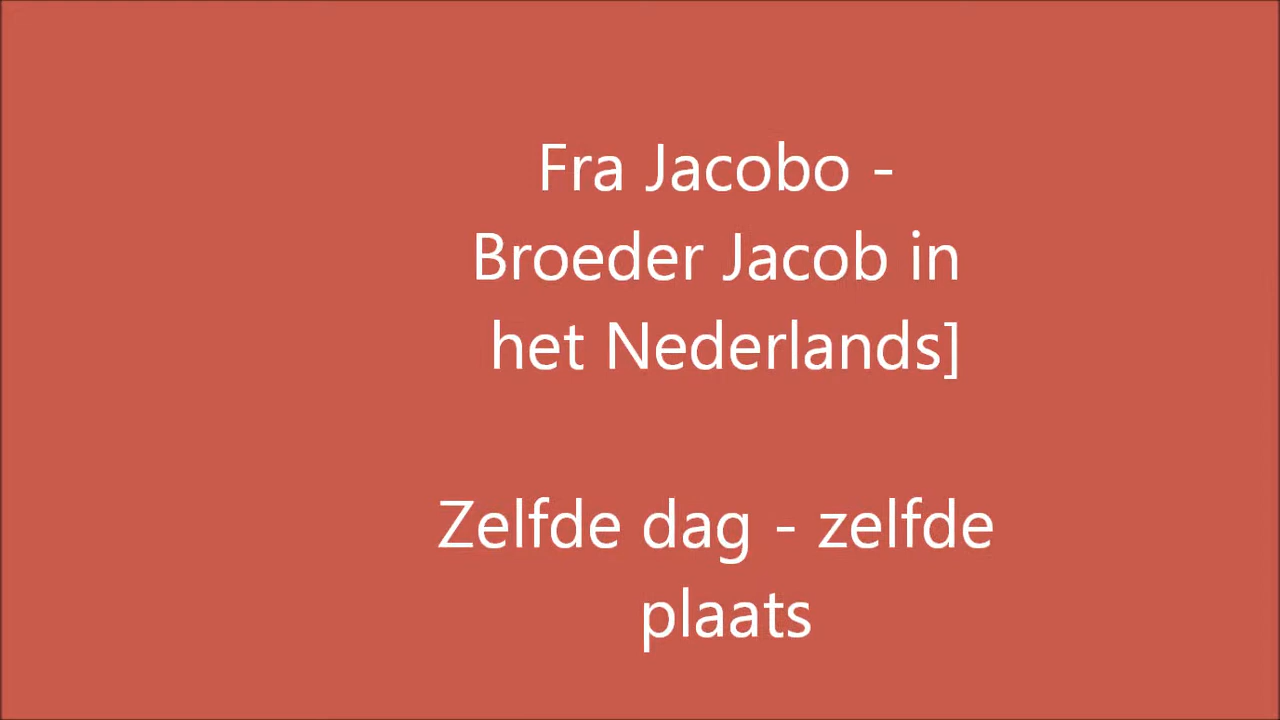 Fra Jacobo -
Broeder Jacob in
het Nederlands]
Zelfde dag - zelfde
plaats